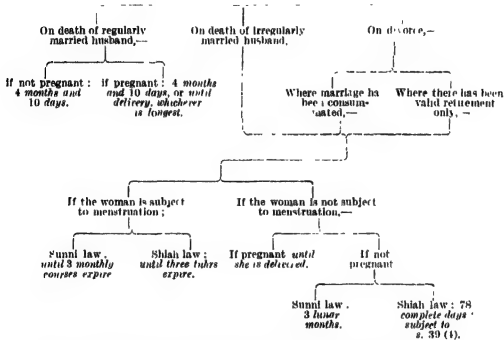 On death of regularly
married husband,—
On death of irregularly
married husband,
On divorce,—
If not pregnant:
4 months and
10 days.
If pregnant: 4 months
and 10 days, or until
delivery, whichever
is longest.
Where marriage ha
bee consum-
mated,—
Where there has been
valid retirement
only, —
If the woman is subject
to menstruation;
If the woman is not subject
to menstruation,—
Sunni law,
until 3 monthly
courses expire
Shiah law;
until three tuhrs
expire.
If pregnant until
she is delivered.
If not
pregnant
Sunni law.
3 lunar
months.
Shiah law: 78
complete days
subject to
s. 39 (4).